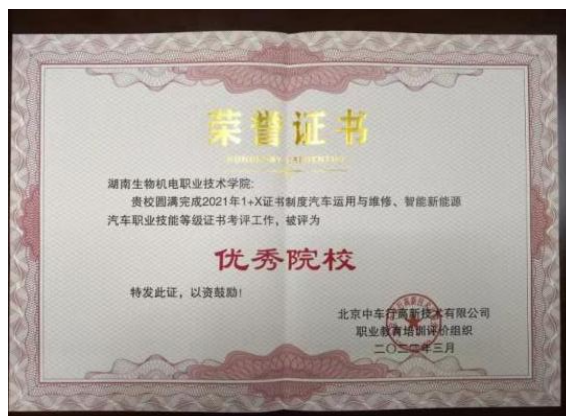 荣誉证书
湖南生物机电职业技术学院:
贵校圆满完成2021年1+X证书制度汽车运用与维修、智能新能源
汽车职业技能等级证书考评工作，被评为
优秀院校
特发此证，以资鼓励!
北京中车行高新技术有限公司
职业教育培训评价组织
二〇二二年三月